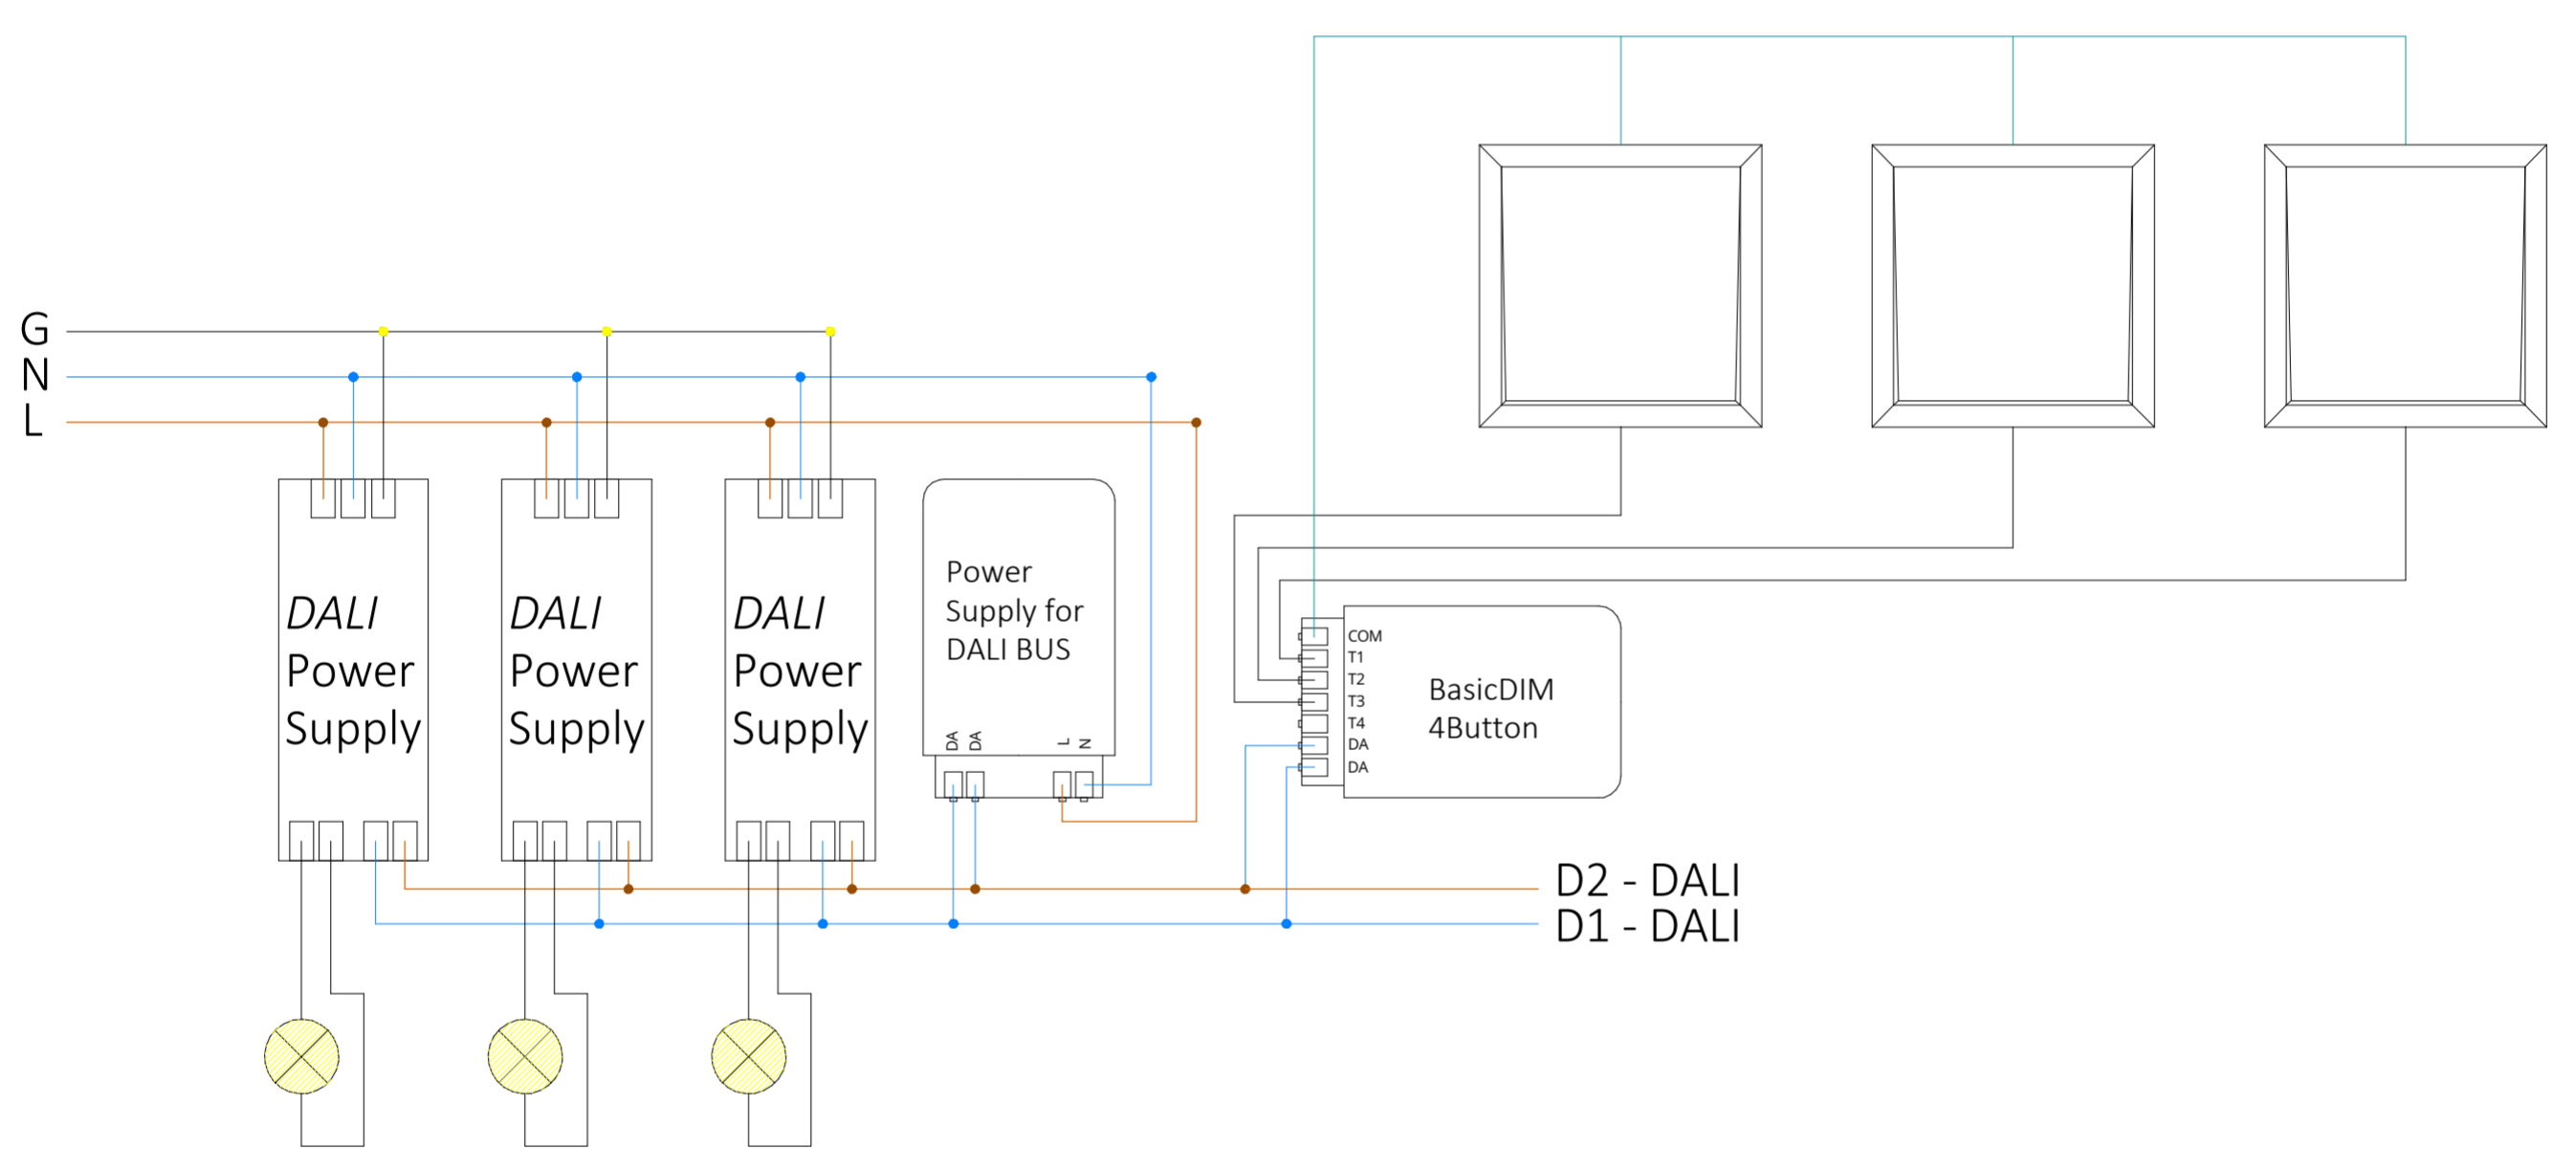 G
N
L
DALI
Power
Supply
DALI
Power
Supply
DALI
Power
Supply
Power
Supply for
DALI BUS
DA
DA
L
N
COM
T1
T2
T3
T4
DA
DA
BasicDIM
4Button
D2 - DALI
D1 - DALI